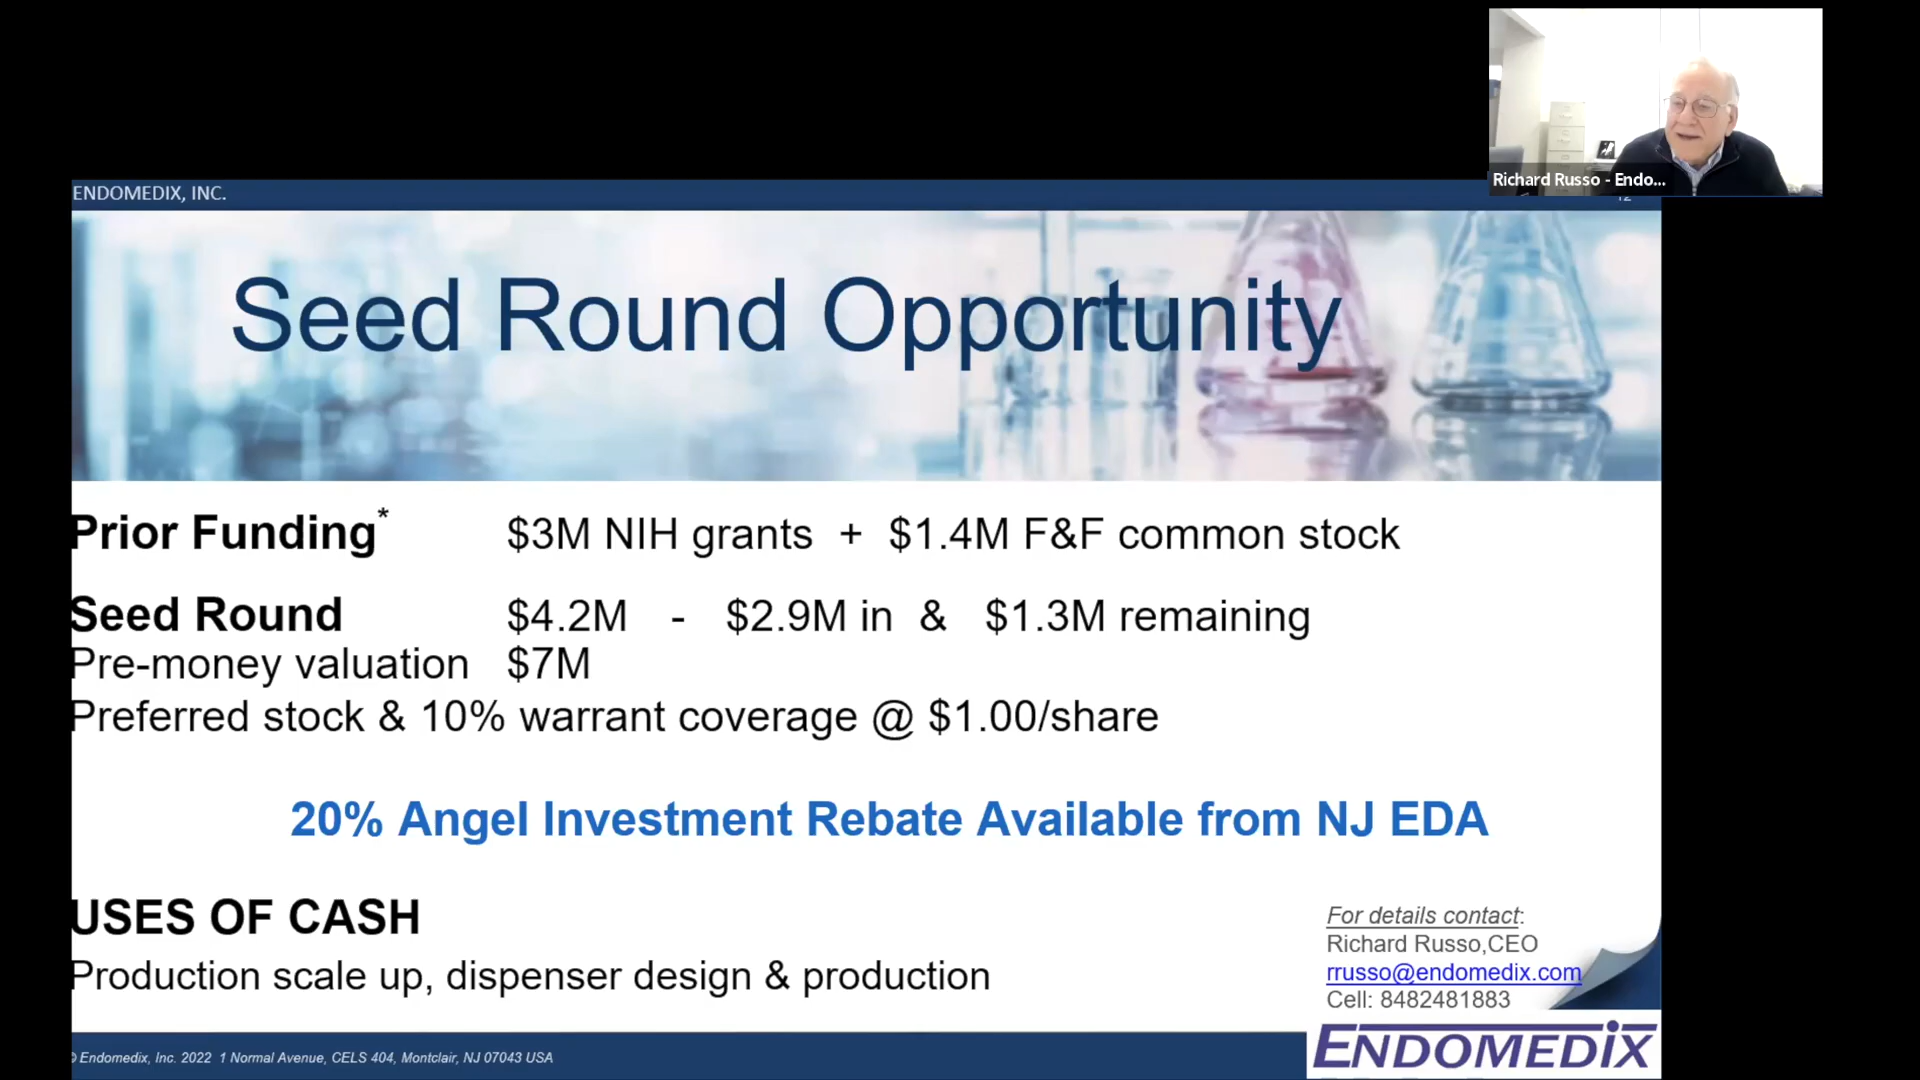 Richard Russo - Endo...
ENDOMEDIX, INC.
12
Seed Round Opportunity
Prior Funding* $3M NIH grants + $1.4M F&F common stock
Seed Round $4.2M - $2.9M in & $1.3M remaining
Pre-money valuation $7M
Preferred stock & 10% warrant coverage @ $1.00/share
20% Angel Investment Rebate Available from NJ EDA
USES OF CASH
Production scale up, dispenser design & production
For details contact:
Richard Russo,CEO
rrusso@endomedix.com
Cell: 8482481883
© Endomedix, Inc. 2022 1 Normal Avenue, CELS 404, Montclair, NJ 07043 USA
ENDOMEDIX